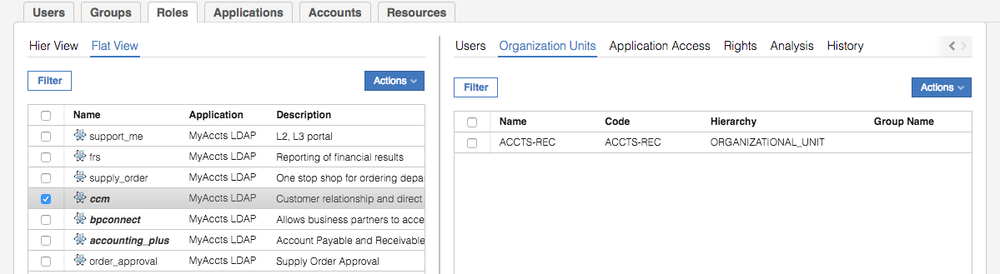 Users Groups Roles Applications Accounts Resources
Hier View Flat View
Filter Actions
Name Application Description
support_me MyAccts LDAP L2, L3 portal
frs MyAccts LDAP Reporting of financial results
supply_order MyAccts LDAP One stop shop for ordering depa
ccm MyAccts LDAP Customer relationship and direct
bpconnect MyAccts LDAP Allows business partners to acce
accounting_plus MyAccts LDAP Account Payable and Receivable
order_approval MyAccts LDAP Supply Order Approval
Users Organization Units Application Access Rights Analysis History
Filter Actions
Name Code Hierarchy Group Name
ACCTS-REC ACCTS-REC ORGANIZATIONAL_UNIT